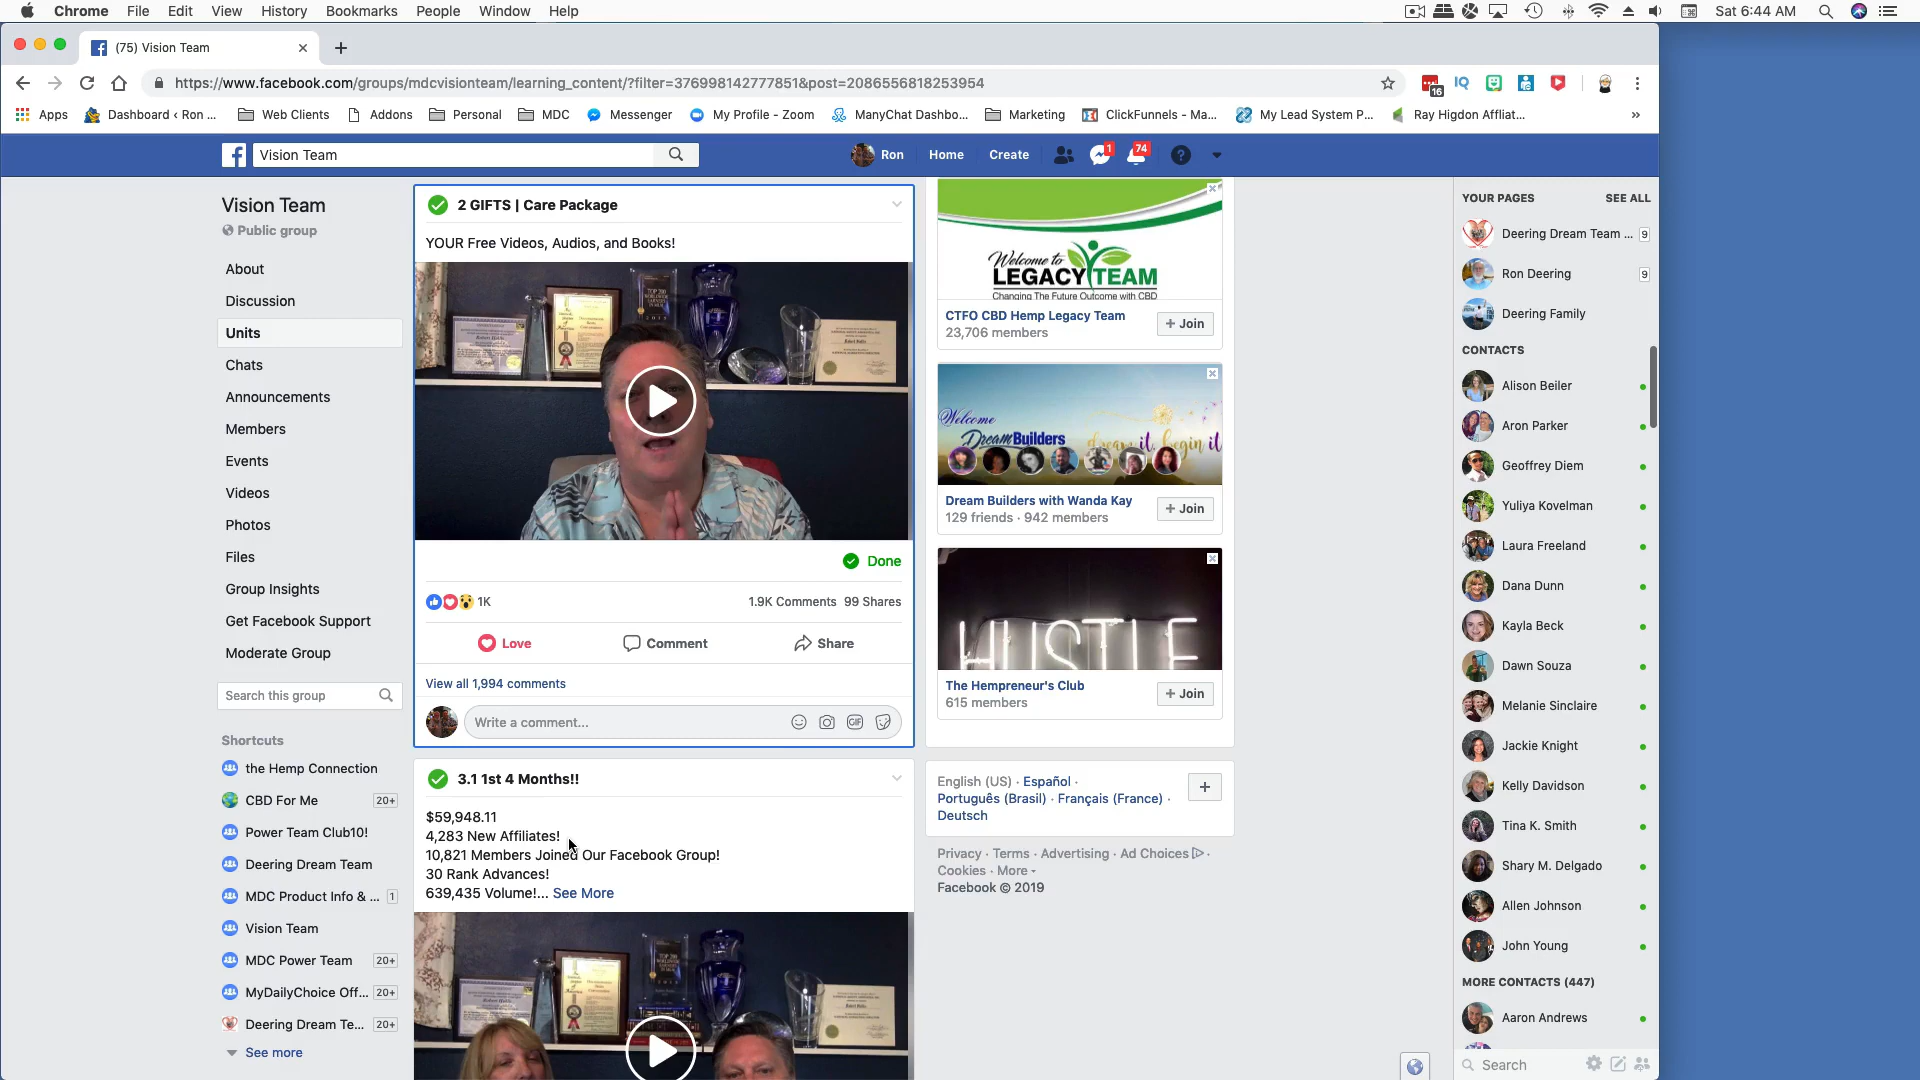 Chrome File Edit View History Bookmarks People Window Help Sat 6:44 AM
(75) Vision Team
https://www.facebook.com/groups/mdcvisionteam/learning_content/?filter=376998142777851&post=2086556818253954
16
Apps Dashboard ‹ Ron ... Web Clients Addons Personal MDC Messenger My Profile - Zoom ManyChat Dashbo... Marketing ClickFunnels - Ma... My Lead System P... Ray Higdon Affliat... »
Vision Team Ron Home Create 1 74
Vision Team
Public group
About
Discussion
Units
Chats
Announcements
Members
Events
Videos
Photos
Files
Group Insights
Get Facebook Support
Moderate Group
Search this group
Shortcuts
the Hemp Connection
CBD For Me 20+
Power Team Club10!
Deering Dream Team
MDC Product Info & ... 1
Vision Team
MDC Power Team 20+
MyDailyChoice Off... 20+
Deering Dream Te... 20+
See more
2 GIFTS | Care Package
YOUR Free Videos, Audios, and Books!
Done
1K 1.9K Comments 99 Shares
Love Comment Share
View all 1,994 comments
Write a comment... GIF
3.1 1st 4 Months!!
$59,948.11
4,283 New Affiliates!
10,821 Members Joined Our Facebook Group!
30 Rank Advances!
639,435 Volume!... See More
Welcome to
LEGACY TEAM
Changing The Future Outcome with CBD
CTFO CBD Hemp Legacy Team
23,706 members
+ Join
Welcome
DreamBuilders
dream it, begin it
Dream Builders with Wanda Kay
129 friends · 942 members
+ Join
HUSTLE
The Hempreneur's Club
615 members
+ Join
English (US) · Español ·
Português (Brasil) · Français (France) ·
Deutsch
+
Privacy · Terms · Advertising · Ad Choices ·
Cookies · More
Facebook © 2019
YOUR PAGES SEE ALL
Deering Dream Team ... 9
Ron Deering 9
Deering Family
CONTACTS
Alison Beiler
Aron Parker
Geoffrey Diem
Yuliya Kovelman
Laura Freeland
Dana Dunn
Kayla Beck
Dawn Souza
Melanie Sinclaire
Jackie Knight
Kelly Davidson
Tina K. Smith
Shary M. Delgado
Allen Johnson
John Young
MORE CONTACTS (447)
Aaron Andrews
Search